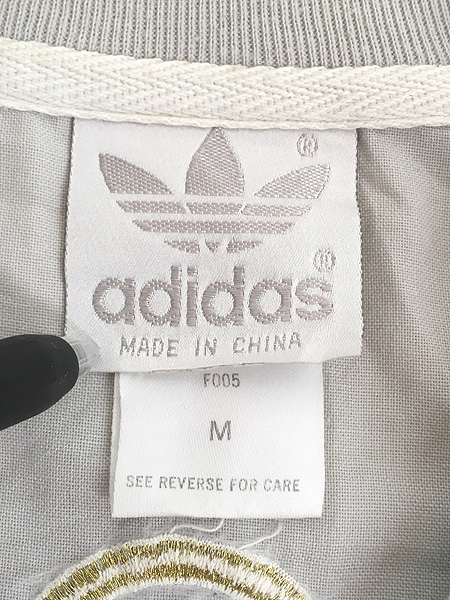 ®
adidas®
MADE IN CHINA
F005
M
SEE REVERSE FOR CARE